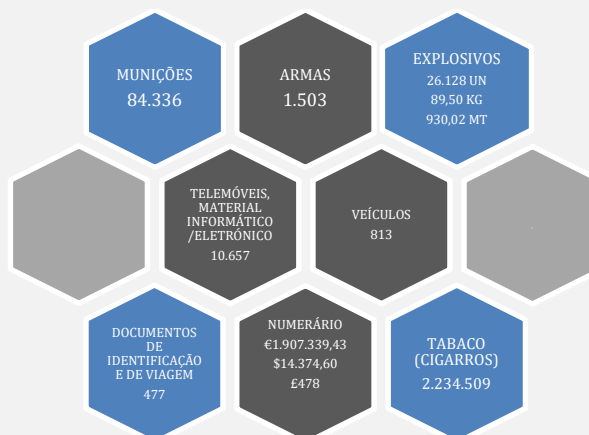 MUNIÇÕES
84.336
ARMAS
1.503
EXPLOSIVOS
26.128 UN
89,50 KG
930,02 MT
TELEMÓVEIS,
MATERIAL
INFORMÁTICO
/ELETRÓNICO
10.657
VEÍCULOS
813
DOCUMENTOS
DE
IDENTIFICAÇÃO
E DE VIAGEM
477
NUMERÁRIO
€1.907.339,43
$14.374,60
£478
TABACO
(CIGARROS)
2.234.509